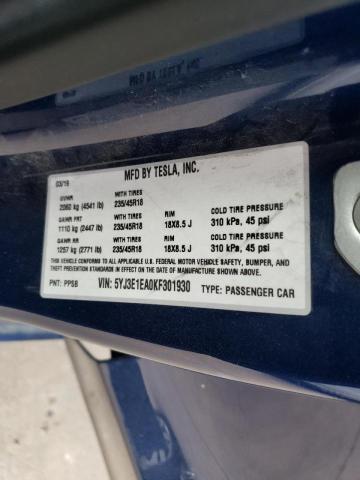 MFD BY TESLA, INC.
03/19
GVWR WITH TIRES
2060 kg (4541 lb) 235/45R18
GAWR FRT WITH TIRES RIM COLD TIRE PRESSURE
1110 kg (2447 lb) 235/45R18 18X8.5 J 310 kPa, 45 psi
GAWR RR WITH TIRES RIM COLD TIRE PRESSURE
1257 kg (2771 lb) 235/45R18 18X8.5 J 310 kPa, 45 psi
THIS VEHICLE CONFORMS TO ALL APPLICABLE U.S. FEDERAL MOTOR VEHICLE SAFETY, BUMPER, AND
THEFT PREVENTION STANDARDS IN EFFECT ON THE DATE OF MANUFACTURE SHOWN ABOVE.
PNT: PPSB VIN: 5YJ3E1EA0KF301930 TYPE: PASSENGER CAR